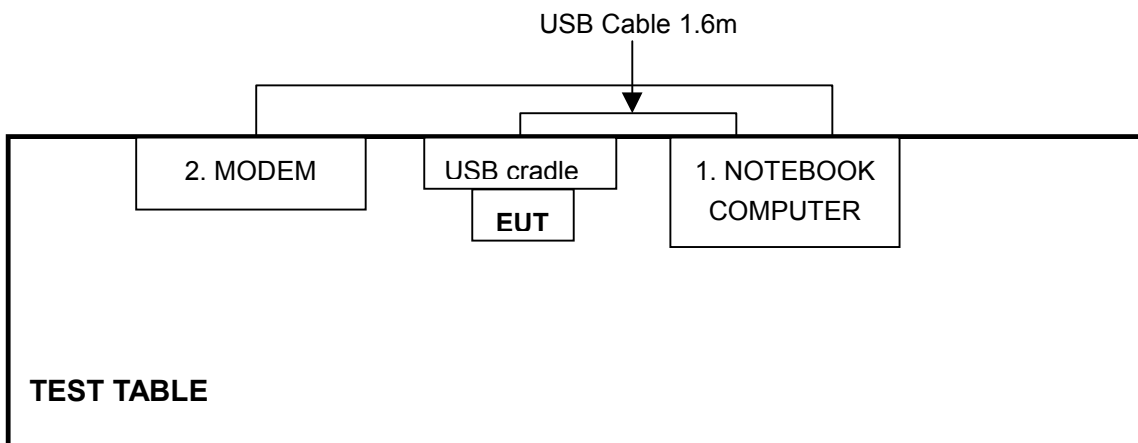 USB Cable 1.6m
2. MODEM
USB cradle
1. NOTEBOOK
COMPUTER
EUT
TEST TABLE